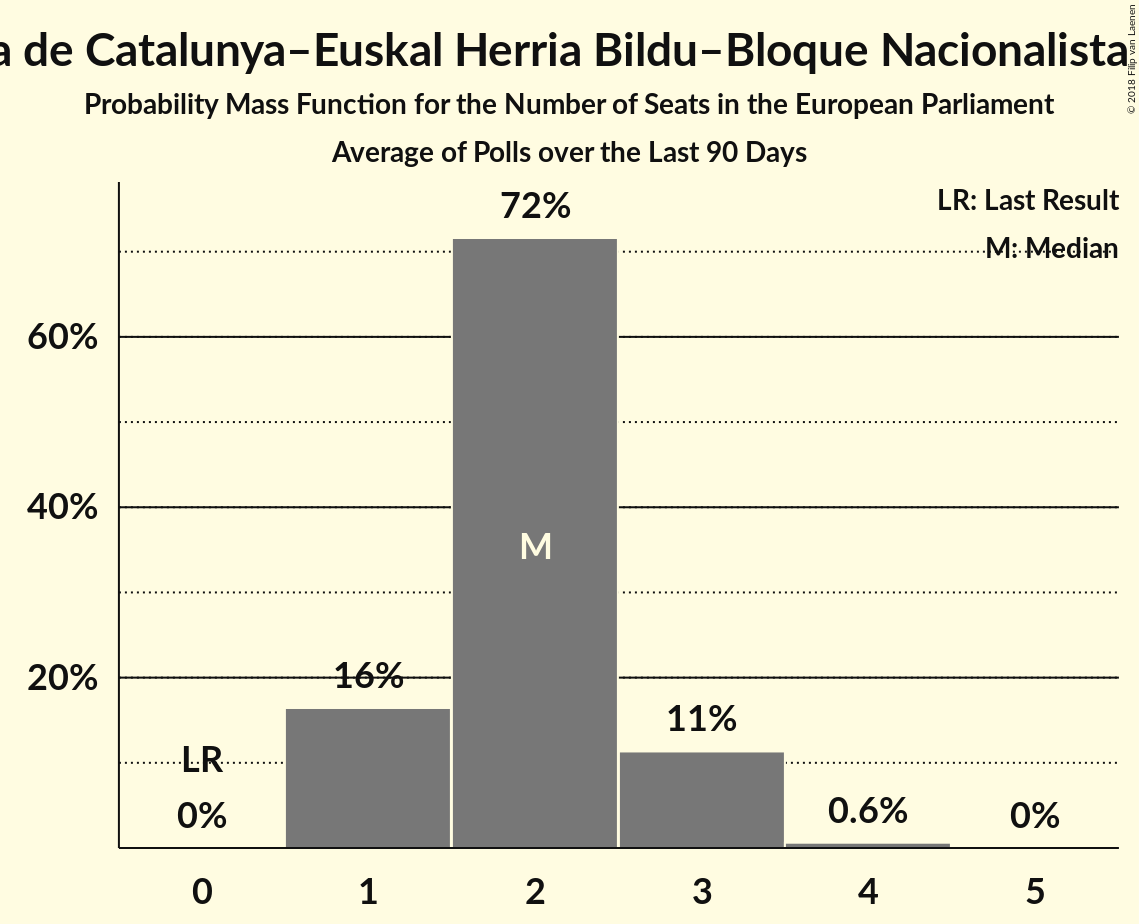 a de Catalunya–Euskal Herria Bildu–Bloque Nacionalista
Probability Mass Function for the Number of Seats in the European Parliament
Average of Polls over the Last 90 Days
© 2018 Filip van Laenen
LR: Last Result
M: Median
72%
60%
40%
M
20%
16%
11%
LR
0%
0.6%
0%
0 1 2 3 4 5